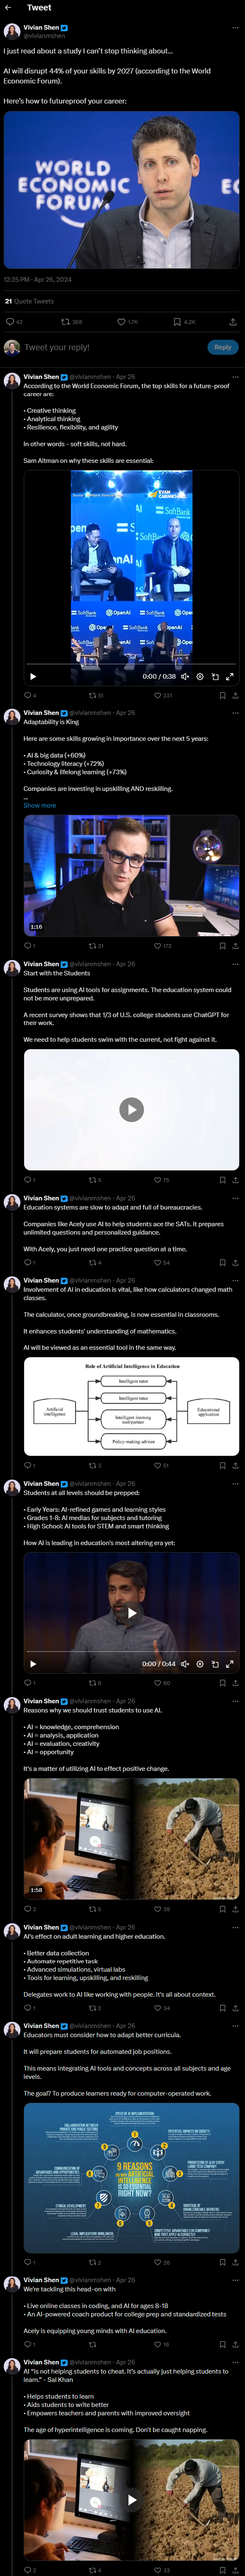 Tweet
Vivian Shen
@vivianmshen
I just read about a study I can't stop thinking about...
AI will disrupt 44% of your skills by 2027 (according to the World
Economic Forum).
Here's how to futureproof your career:
WORLD
ECONOMIC
FORUM
12:35 PM · Apr 26, 2024
21 Quote Tweets
42
388
1.7K
4.2K
Tweet your reply!
Reply
Vivian Shen @vivianmshen · Apr 26
According to the World Economic Forum, the top skills for a future-proof
career are:
• Creative thinking
• Analytical thinking
• Resilience, flexibility, and agility
In other words - soft skills, not hard.
Sam Altman on why these skills are essential:
EVAN
CARMICHAEL
SoftBank
OpenAI
0:00 / 0:38
4
81
331
Vivian Shen @vivianmshen · Apr 26
Adaptability is King
Here are some skills growing in importance over the next 5 years:
• AI & big data (+60%)
• Technology literacy (+72%)
• Curiosity & lifelong learning (+73%)
Companies are investing in upskilling AND reskilling.
...
Show more
1:16
1
21
172
Vivian Shen @vivianmshen · Apr 26
Start with the Students
Students are using AI tools for assignments. The education system could
not be more unprepared.
A recent survey shows that 1/3 of U.S. college students use ChatGPT for
their work.
We need to help students swim with the current, not fight against it.
1
5
75
Vivian Shen @vivianmshen · Apr 26
Education systems are slow to adapt and full of bureaucracies.
Companies like Acely use AI to help students ace the SATs. It prepares
unlimited questions and personalized guidance.
With Acely, you just need one practice question at a time.
1
4
54
Vivian Shen @vivianmshen · Apr 26
Involvement of AI in education is vital, like how calculators changed math
classes.
The calculator, once groundbreaking, is now essential in classrooms.
It enhances students' understanding of mathematics.
AI will be viewed as an essential tool in the same way.
Role of Artificial Intelligence in Education
Intelligent tutor
Intelligent tutee
Artificial
intelligence
Intelligent learning
tool/partner
Educational
application
Policy-making advisor
1
3
51
Vivian Shen @vivianmshen · Apr 26
Students at all levels should be prepped:
• Early Years: AI-refined games and learning styles
• Grades 1-8: AI medias for subjects and tutoring
• High School: AI tools for STEM and smart thinking
How AI is leading in education's most altering era yet:
0:00 / 0:44
1
8
60
Vivian Shen @vivianmshen · Apr 26
Reasons why we should trust students to use AI.
• AI = knowledge, comprehension
• AI = analysis, application
• AI = evaluation, creativity
• AI = opportunity
It's a matter of utilizing AI to effect positive change.
1:58
2
5
38
Vivian Shen @vivianmshen · Apr 26
AI's effect on adult learning and higher education.
• Better data collection
• Automate repetitive task
• Advanced simulations, virtual labs
• Tools for learning, upskilling, and reskilling
Delegates work to AI like working with people. It's all about context.
1
2
34
Vivian Shen @vivianmshen · Apr 26
Educators must consider how to adapt better curricula.
It will prepare students for automated job positions.
This means integrating AI tools and concepts across all subjects and age
levels.
The goal? To produce learners ready for computer-operated work.
9 REASONS
WHY ARTIFICIAL
INTELLIGENCE
IS SO ESSENTIAL
RIGHT NOW?
1
2
26
Vivian Shen @vivianmshen · Apr 26
We're tackling this head-on with
• Live online classes in coding, and AI for ages 8-18
• An AI-powered coach product for college prep and standardized tests
Acely is equipping young minds with AI education.
1
16
Vivian Shen @vivianmshen · Apr 26
AI "is not helping students to cheat. It's actually just helping students to
learn." - Sal Khan
• Helps students to learn
• Aids students to write better
• Empowers teachers and parents with improved oversight
The age of hyperintelligence is coming. Don't be caught napping.
2
4
33